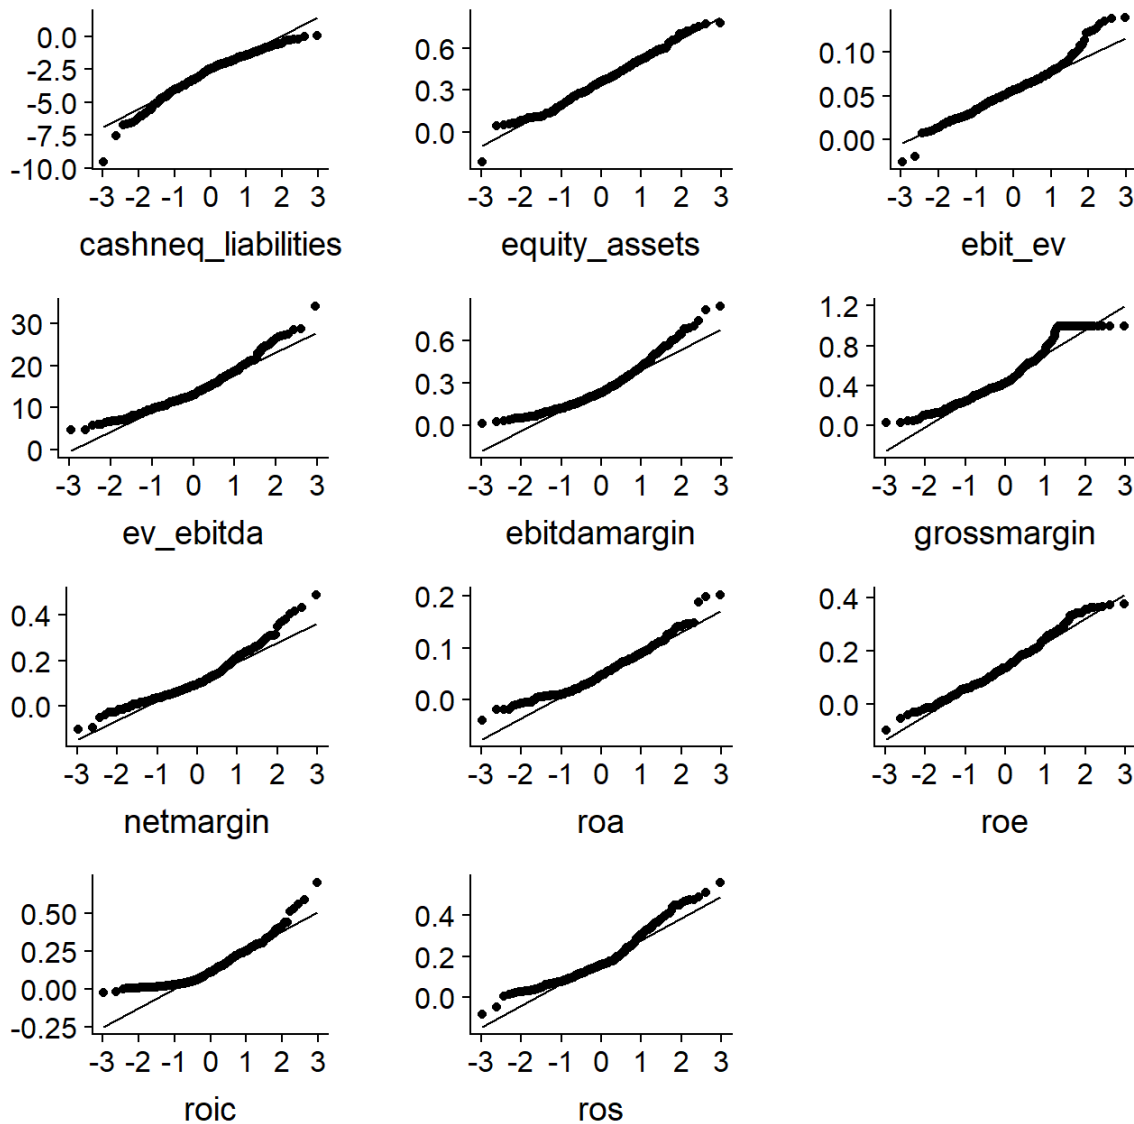 0.0
-2.5
-5.0
-7.5
-10.0
-3 -2 -1 0 1 2 3
cashneq_liabilities
0.6
0.3
0.0
-3 -2 -1 0 1 2 3
equity_assets
0.10
0.05
0.00
-3 -2 -1 0 1 2 3
ebit_ev
30
20
10
0
-3 -2 -1 0 1 2 3
ev_ebitda
0.6
0.3
0.0
-3 -2 -1 0 1 2 3
ebitdamargin
1.2
0.8
0.4
0.0
-3 -2 -1 0 1 2 3
grossmargin
0.4
0.2
0.0
-3 -2 -1 0 1 2 3
netmargin
0.2
0.1
0.0
-3 -2 -1 0 1 2 3
roa
0.4
0.2
0.0
-3 -2 -1 0 1 2 3
roe
0.50
0.25
0.00
-0.25
-3 -2 -1 0 1 2 3
roic
0.4
0.2
0.0
-3 -2 -1 0 1 2 3
ros